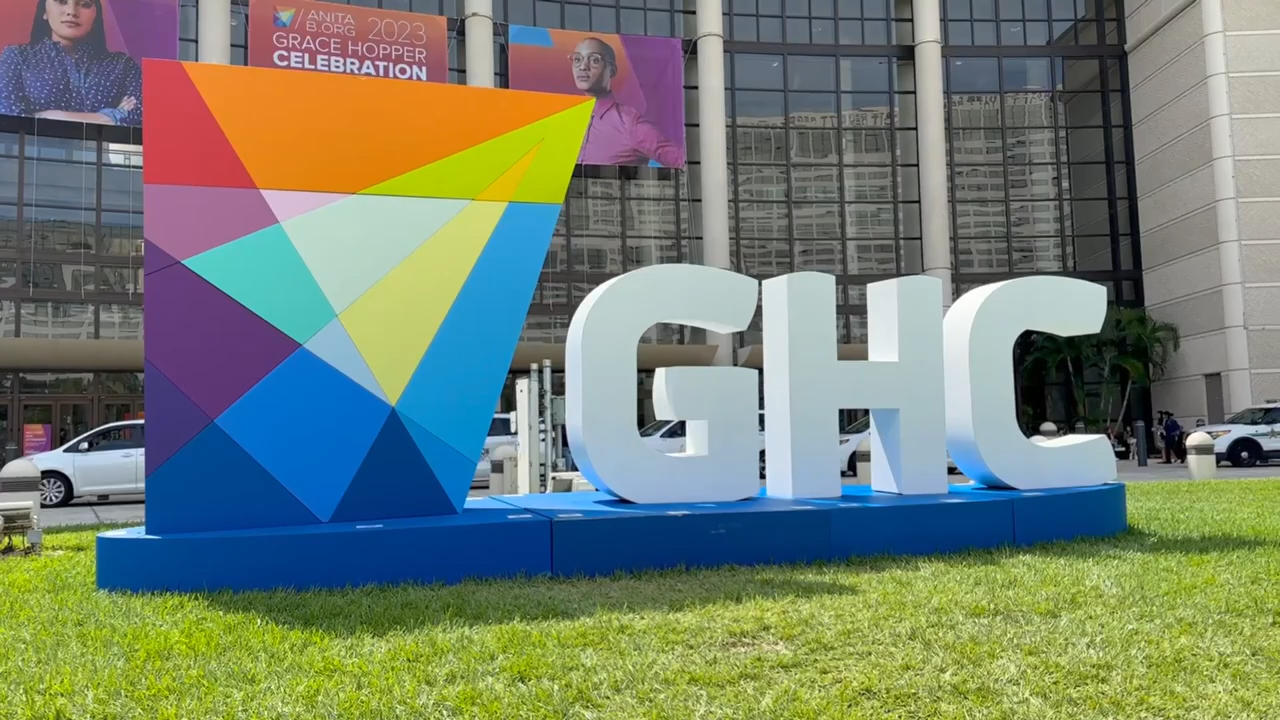 / ANITA
B.ORG 2023
GRACE HOPPER
CELEBRATION
GHC